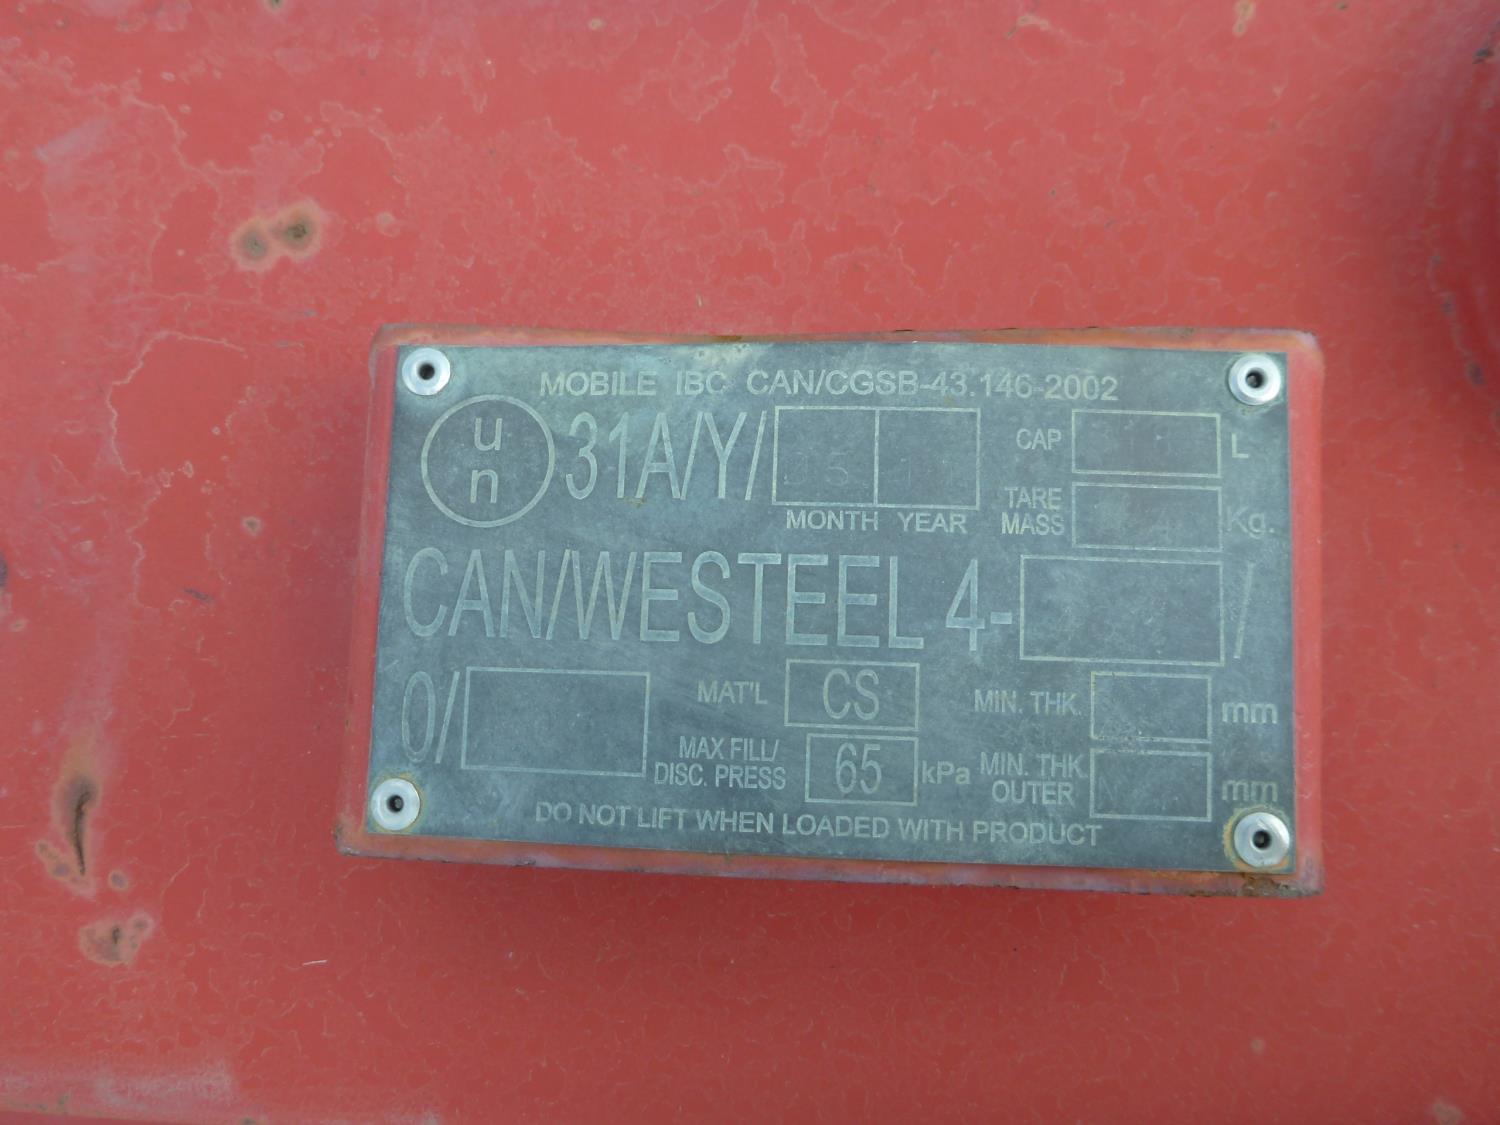 MOBILE IBC CAN/CGSB-43.146-2002
un 31A/Y/
MONTH YEAR
CAP L
TARE MASS Kg.
CAN/WESTEEL 4- /
0/
MAT'L CS
MIN. THK. mm
MAX FILL/
DISC. PRESS 65 kPa
MIN. THK.
OUTER mm
DO NOT LIFT WHEN LOADED WITH PRODUCT